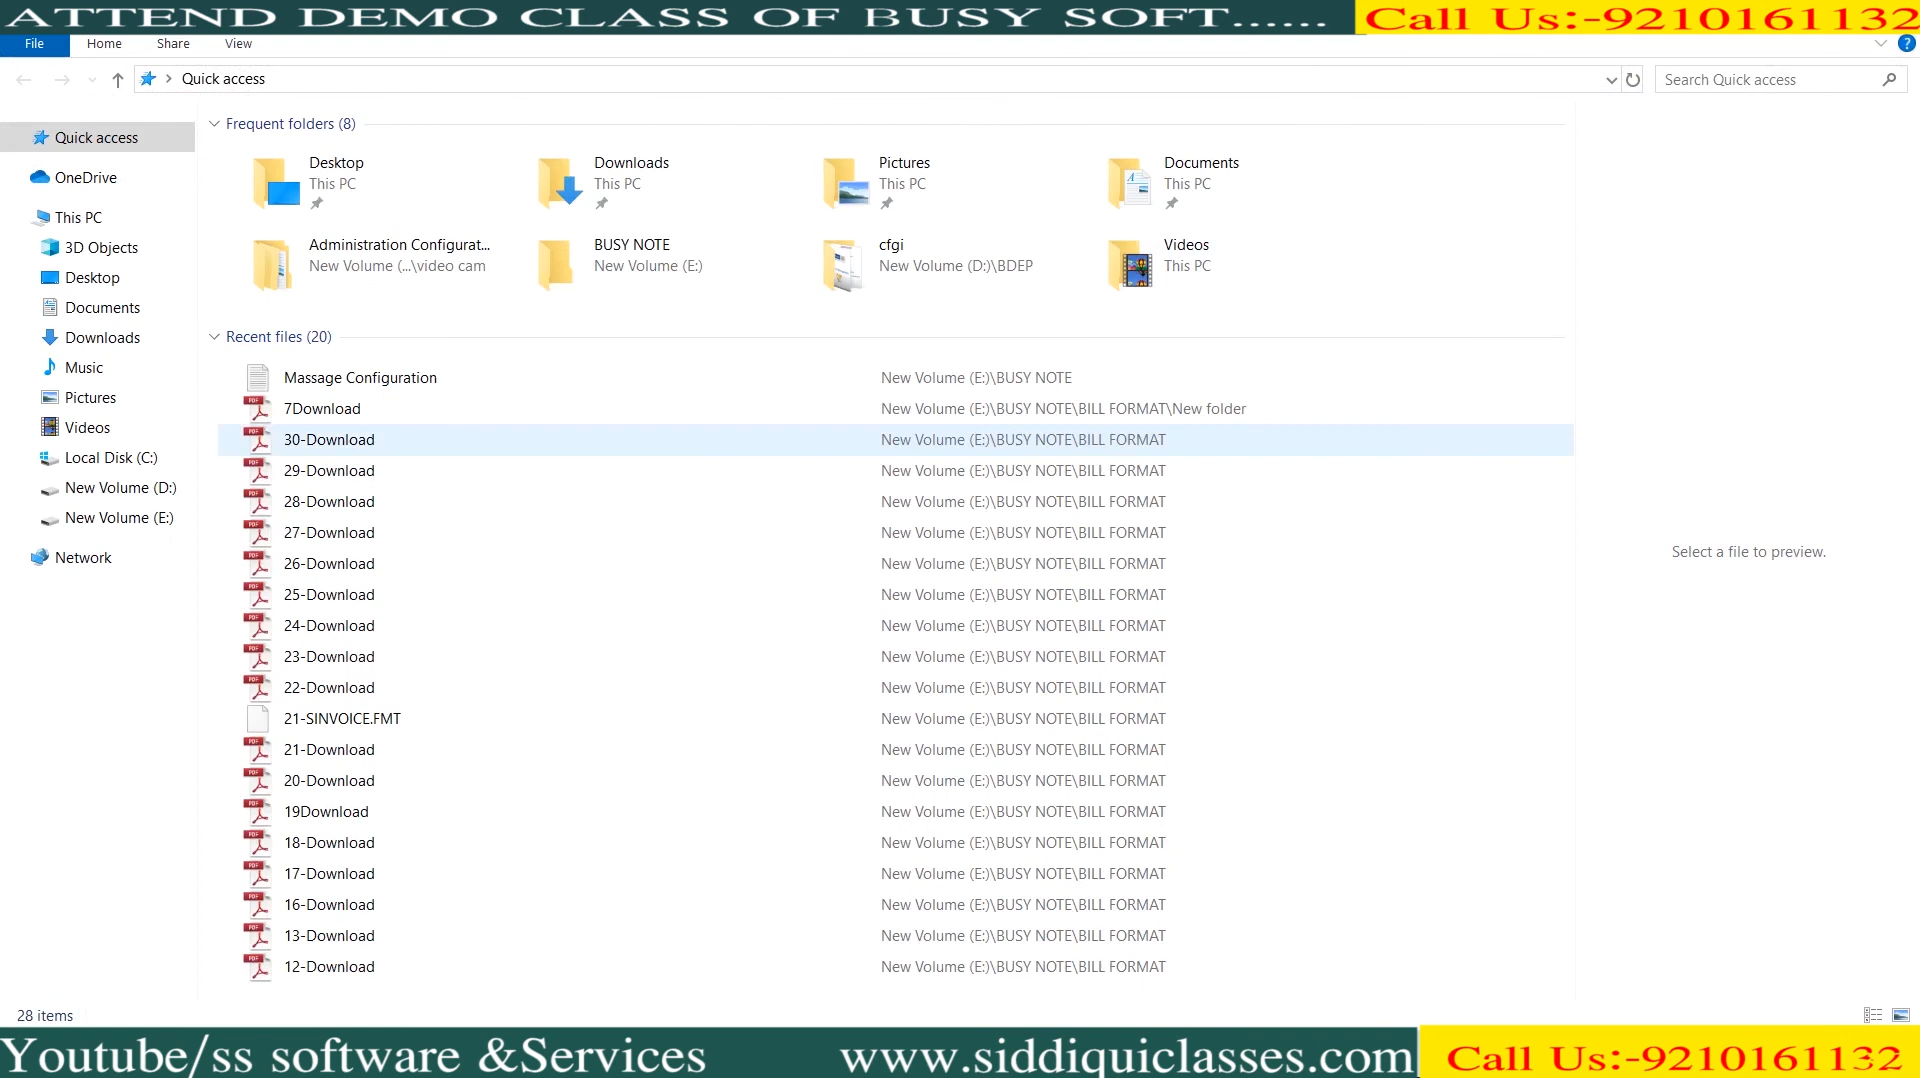 ATTEND DEMO CLASS OF BUSY SOFT......
Call Us:-9210161132
File Home Share View
Quick access
Search Quick access
Quick access
OneDrive
This PC
3D Objects
Desktop
Documents
Downloads
Music
Pictures
Videos
Local Disk (C:)
New Volume (D:)
New Volume (E:)
Network
Frequent folders (8)
Desktop
This PC
Downloads
This PC
Pictures
This PC
Documents
This PC
Administration Configurat...
New Volume (...\video cam
BUSY NOTE
New Volume (E:)
cfgi
New Volume (D:)\BDEP
Videos
This PC
Recent files (20)
Massage Configuration New Volume (E:)\BUSY NOTE
7Download New Volume (E:)\BUSY NOTE\BILL FORMAT\New folder
30-Download New Volume (E:)\BUSY NOTE\BILL FORMAT
29-Download New Volume (E:)\BUSY NOTE\BILL FORMAT
28-Download New Volume (E:)\BUSY NOTE\BILL FORMAT
27-Download New Volume (E:)\BUSY NOTE\BILL FORMAT
26-Download New Volume (E:)\BUSY NOTE\BILL FORMAT
25-Download New Volume (E:)\BUSY NOTE\BILL FORMAT
24-Download New Volume (E:)\BUSY NOTE\BILL FORMAT
23-Download New Volume (E:)\BUSY NOTE\BILL FORMAT
22-Download New Volume (E:)\BUSY NOTE\BILL FORMAT
21-SINVOICE.FMT New Volume (E:)\BUSY NOTE\BILL FORMAT
21-Download New Volume (E:)\BUSY NOTE\BILL FORMAT
20-Download New Volume (E:)\BUSY NOTE\BILL FORMAT
19Download New Volume (E:)\BUSY NOTE\BILL FORMAT
18-Download New Volume (E:)\BUSY NOTE\BILL FORMAT
17-Download New Volume (E:)\BUSY NOTE\BILL FORMAT
16-Download New Volume (E:)\BUSY NOTE\BILL FORMAT
13-Download New Volume (E:)\BUSY NOTE\BILL FORMAT
12-Download New Volume (E:)\BUSY NOTE\BILL FORMAT
Select a file to preview.
28 items
Youtube/ss software &Services www.siddiquiclasses.com
Call Us:-9210161132